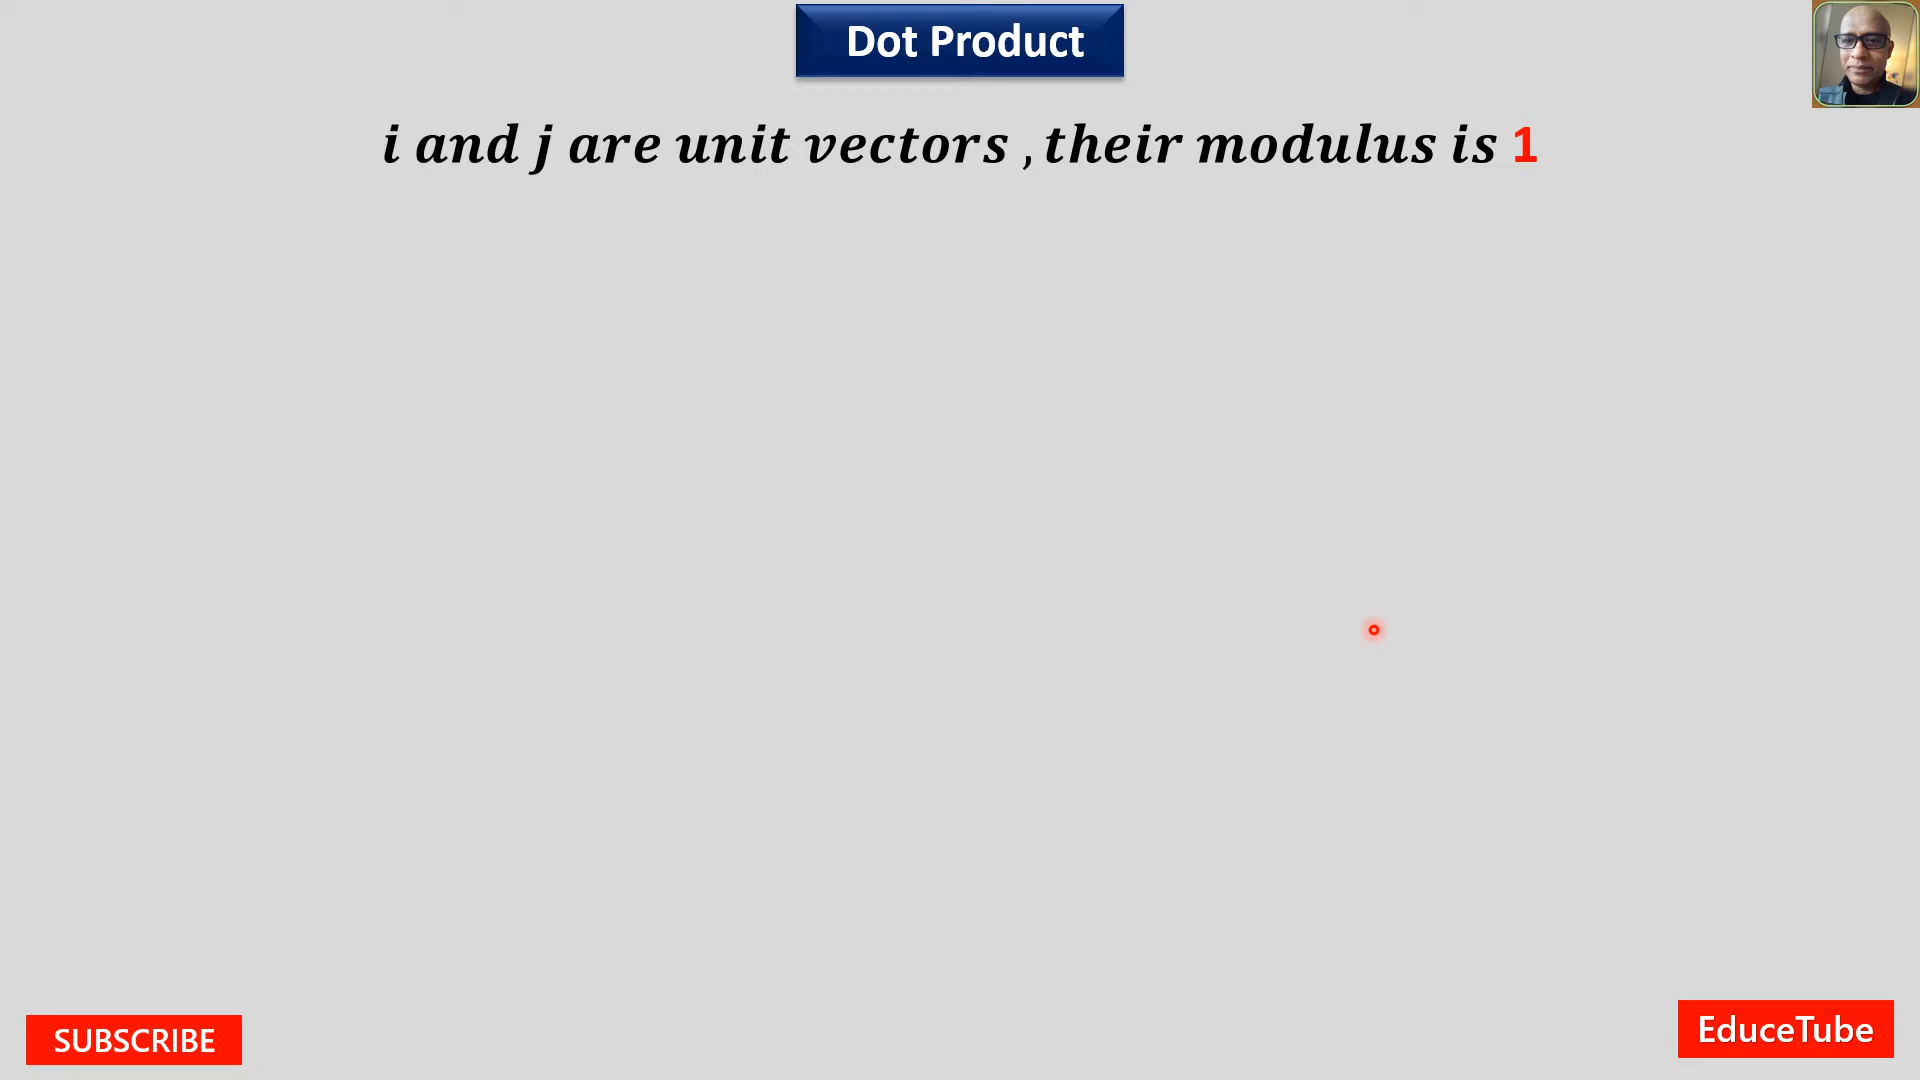 Dot Product
i and j are unit vectors , their modulus is 1
SUBSCRIBE
EduceTube